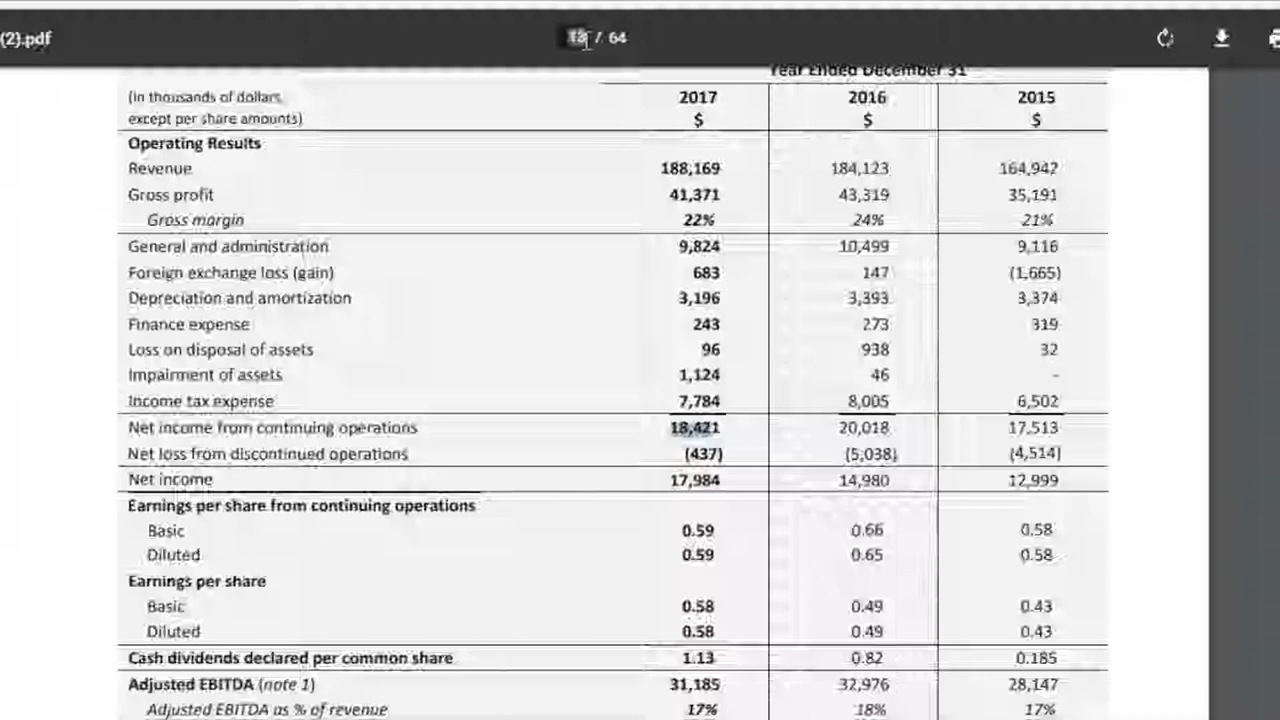 (2).pdf
13 / 64
Year Ended December 31
(in thousands of dollars, 2017 2016 2015
except per share amounts) $ $ $
Operating Results
Revenue 188,169 184,123 164,942
Gross profit 41,371 43,319 35,191
Gross margin 22% 24% 21%
General and administration 9,824 10,499 9,116
Foreign exchange loss (gain) 683 147 (1,665)
Depreciation and amortization 3,196 3,393 3,374
Finance expense 243 273 319
Loss on disposal of assets 96 938 32
Impairment of assets 1,124 46 -
Income tax expense 7,784 8,005 6,502
Net income from continuing operations 18,421 20,018 17,513
Net loss from discontinued operations (437) (5,038) (4,514)
Net income 17,984 14,980 12,999
Earnings per share from continuing operations
Basic 0.59 0.66 0.58
Diluted 0.59 0.65 0.58
Earnings per share
Basic 0.58 0.49 0.43
Diluted 0.58 0.49 0.43
Cash dividends declared per common share 1.13 0.82 0.185
Adjusted EBITDA (note 1) 31,185 32,976 28,147
Adjusted EBITDA as % of revenue 17% 18% 17%